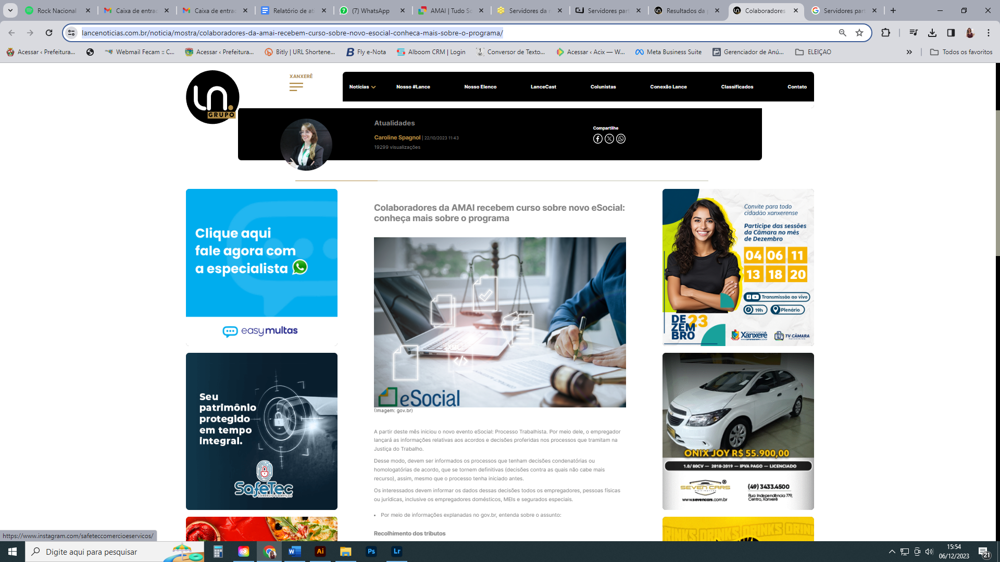 Rock Nacional
Caixa de entrad
Caixa de entrad
Relatório de ati
(7) WhatsApp
AMAI | Tudo So
Servidores da r
Servidores part
Resultados da p
Colaboradores
Servidores part
lancenoticias.com.br/noticia/mostra/colaboradores-da-amai-recebem-curso-sobre-novo-esocial-conheca-mais-sobre-o-programa/
Acessar ‹ Prefeitura...
Webmail Fecam :: C...
Acessar ‹ Prefeitura...
Bitly | URL Shortene...
Fly e-Nota
Alboom CRM | Login
Conversor de Texto...
Acessar ‹ Acix — W...
Meta Business Suite
Gerenciador de Anú...
ELEIÇAO
Todos os favoritos
ln.
GRUPO
XANXERÊ
Notícias
Nosso #Lance
Nosso Elenco
LanceCast
Colunistas
Conexão Lance
Classificados
Contato
Atualidades
Caroline Spagnol | 22/10/2023 11:43
19299 visualizações
Compartilhe
Clique aqui
fale agora com
a especialista
easymultas
Seu
patrimônio
protegido
em tempo
integral.
SafeTec
COMÉRCIO E SERVIÇOS
Colaboradores da AMAI recebem curso sobre novo eSocial:
conheça mais sobre o programa
eSocial
(Imagem: gov.br)
A partir deste mês iniciou o novo evento eSocial: Processo Trabalhista. Por meio dele, o empregador
lançará as informações relativas aos acordos e decisões proferidas nos processos que tramitam na
Justiça do Trabalho.
Desse modo, devem ser informados os processos que tenham decisões condenatórias ou
homologatórias de acordo, que se tornem definitivas (decisões contra as quais não cabe mais
recurso), assim, mesmo que o processo tenha iniciado antes.
Os interessados devem informar os dados dessas decisões todos os empregadores, pessoas físicas
ou jurídicas, inclusive os empregadores domésticos, MEIs e segurados especiais.
• Por meio de informações explanadas no gov.br, entenda sobre o assunto:
Recolhimento dos tributos
Convite para todo
cidadão xanxerense
Participe das sessões
da Câmara no mês
de Dezembro
04 06 11
13 18 20
Transmissão ao vivo
19h
Plenário
DE
ZEM
BRO
23
Xanxerê
TV CÂMARA
ONIX JOY R$ 55.900,00
1.0/ 80CV — 2018-2019 — IPVA PAGO — LICENCIADO
SEVEN CARS
multimarcas
www.sevencars.com.br
(49) 3433.4500
Rua Independência 779,
Centro, Xanxerê
DRINKS DRINKS DRINKS DRINKS
https://www.instagram.com/safeteccomercioeservicos/
Digite aqui para pesquisar
Ai
Ps
Lr
15:54
06/12/2023
21